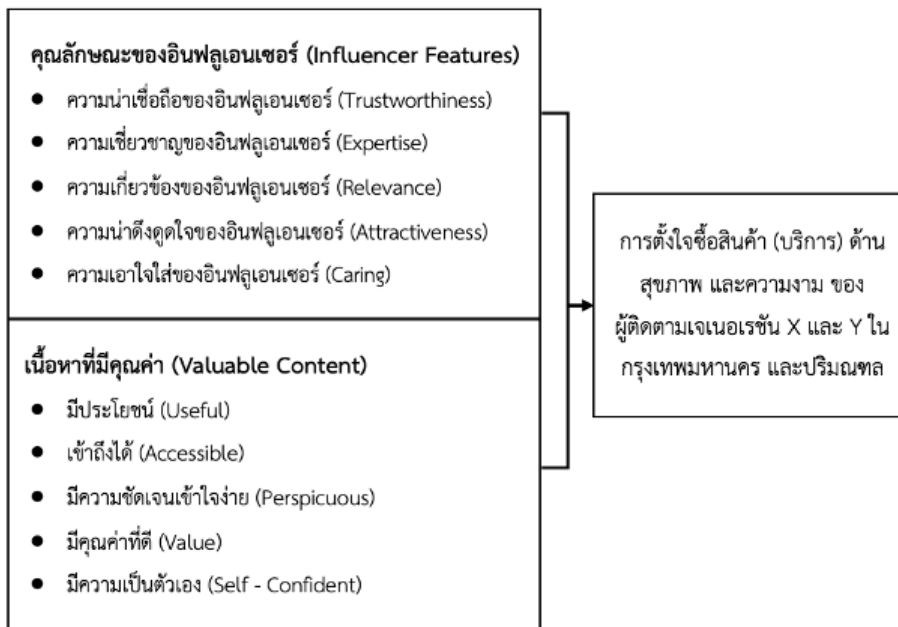 คุณลักษณะของอินฟลูเอนเซอร์ (Influencer Features)
● ความน่าเชื่อถือของอินฟลูเอนเซอร์ (Trustworthiness)
● ความเชี่ยวชาญของอินฟลูเอนเซอร์ (Expertise)
● ความเกี่ยวข้องของอินฟลูเอนเซอร์ (Relevance)
● ความน่าดึงดูดใจของอินฟลูเอนเซอร์ (Attractiveness)
● ความเอาใจใส่ของอินฟลูเอนเซอร์ (Caring)
เนื้อหาที่มีคุณค่า (Valuable Content)
● มีประโยชน์ (Useful)
● เข้าถึงได้ (Accessible)
● มีความชัดเจนเข้าใจง่าย (Perspicuous)
● มีคุณค่าที่ดี (Value)
● มีความเป็นตัวเอง (Self - Confident)
การตั้งใจซื้อสินค้า (บริการ) ด้าน
สุขภาพ และความงาม ของ
ผู้ติดตามเจเนอเรชัน X และ Y ใน
กรุงเทพมหานคร และปริมณฑล